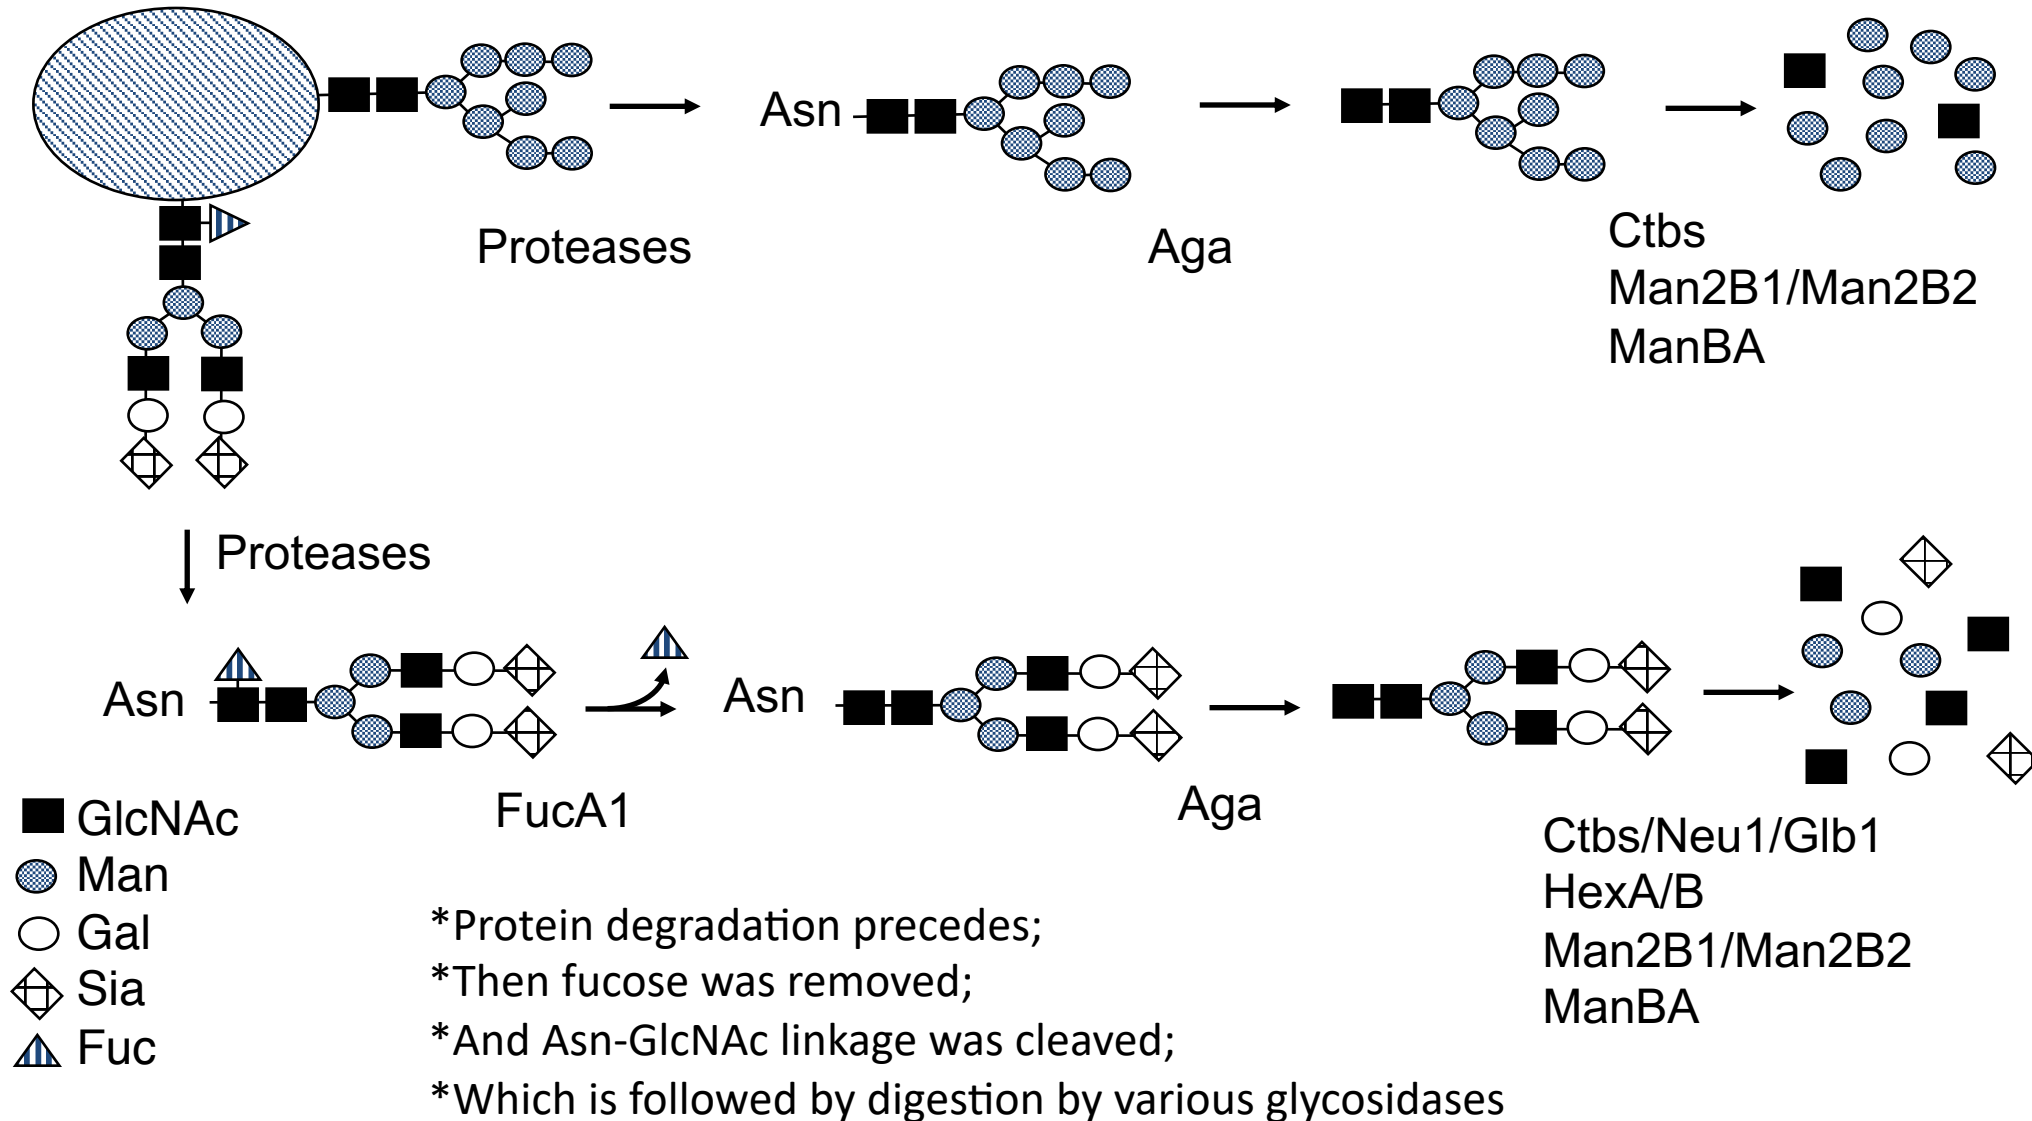 Asn
Proteases
Aga
Ctbs
Man2B1/Man2B2
ManBA
Proteases
Asn
Asn
FucA1
Aga
Ctbs/Neu1/Glb1
HexA/B
Man2B1/Man2B2
ManBA
GlcNAc
Man
Gal
Sia
Fuc
*Protein degradation precedes;
*Then fucose was removed;
*And Asn-GlcNAc linkage was cleaved;
*Which is followed by digestion by various glycosidases